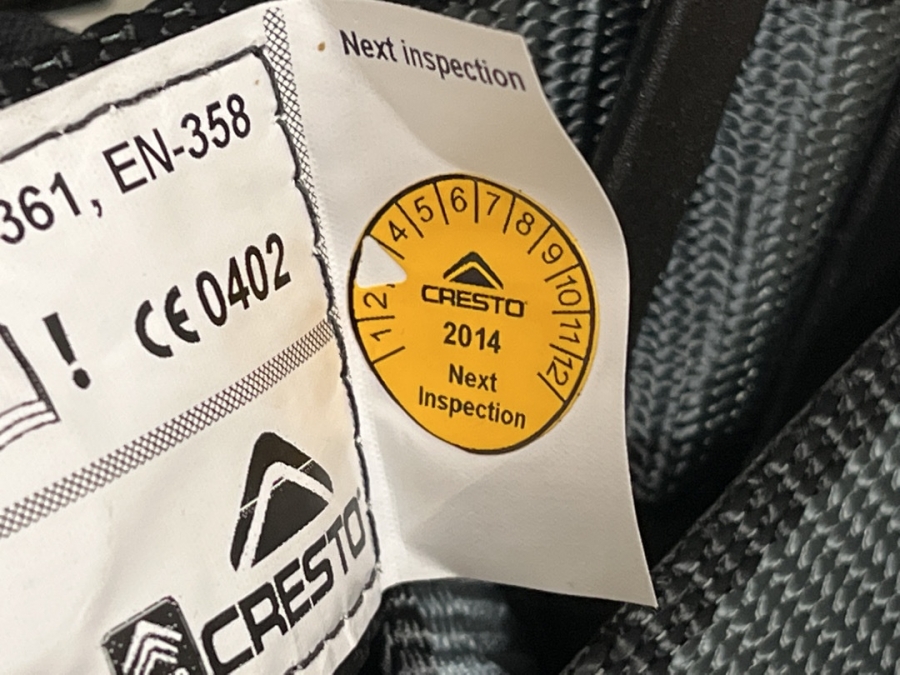 Next inspection
361, EN-358
! CE 0402
CRESTO
1 2 4 5 6 7 8 9 10 11 12
CRESTO
2014
Next
Inspection